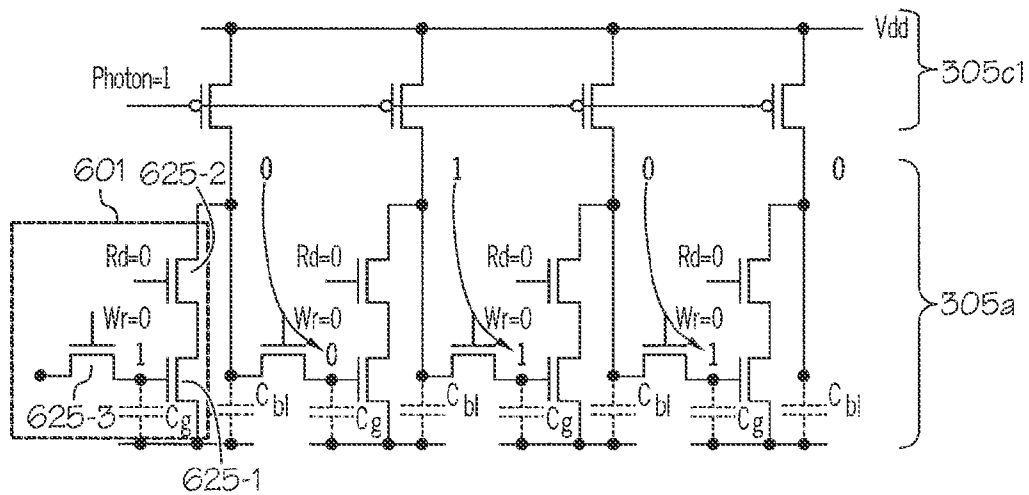 Vdd
305c1
Photon=1
601
625-2
0
1
0
0
Rd=0
Rd=0
Rd=0
Rd=0
305a
Wr=0
Wr=0
Wr=0
Wr=0
1
0
1
1
625-3
Cg
Cbl
Cg
Cbl
Cg
Cbl
Cg
Cbl
625-1